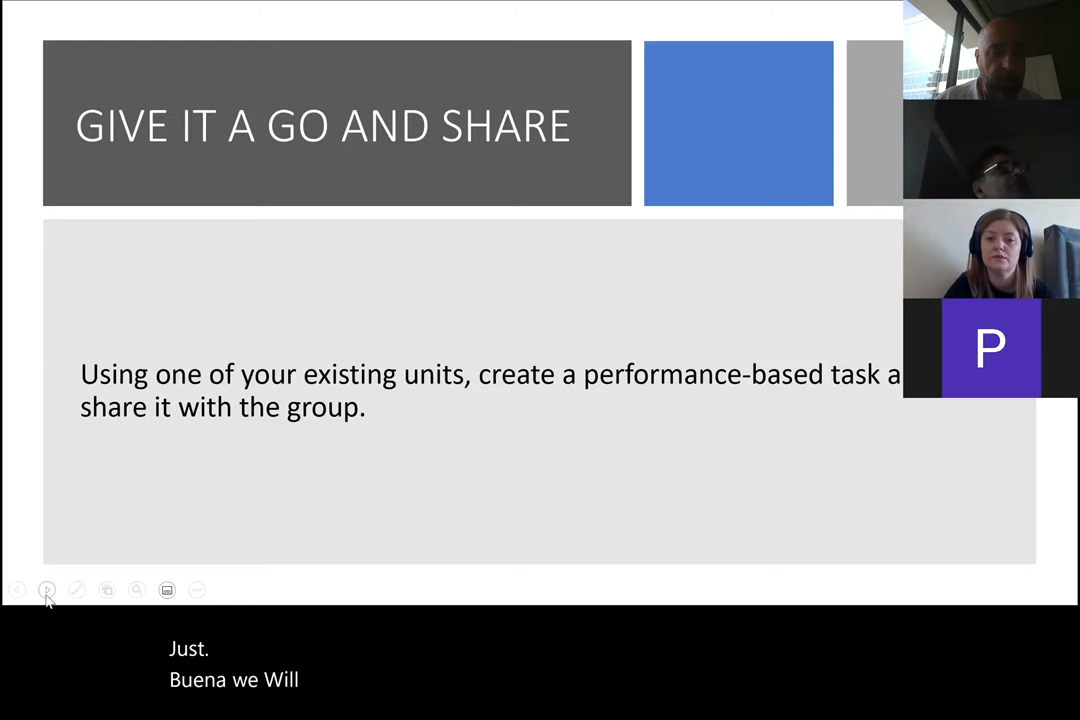 GIVE IT A GO AND SHARE
Using one of your existing units, create a performance-based task a
share it with the group.
P
Just.
Buena we Will